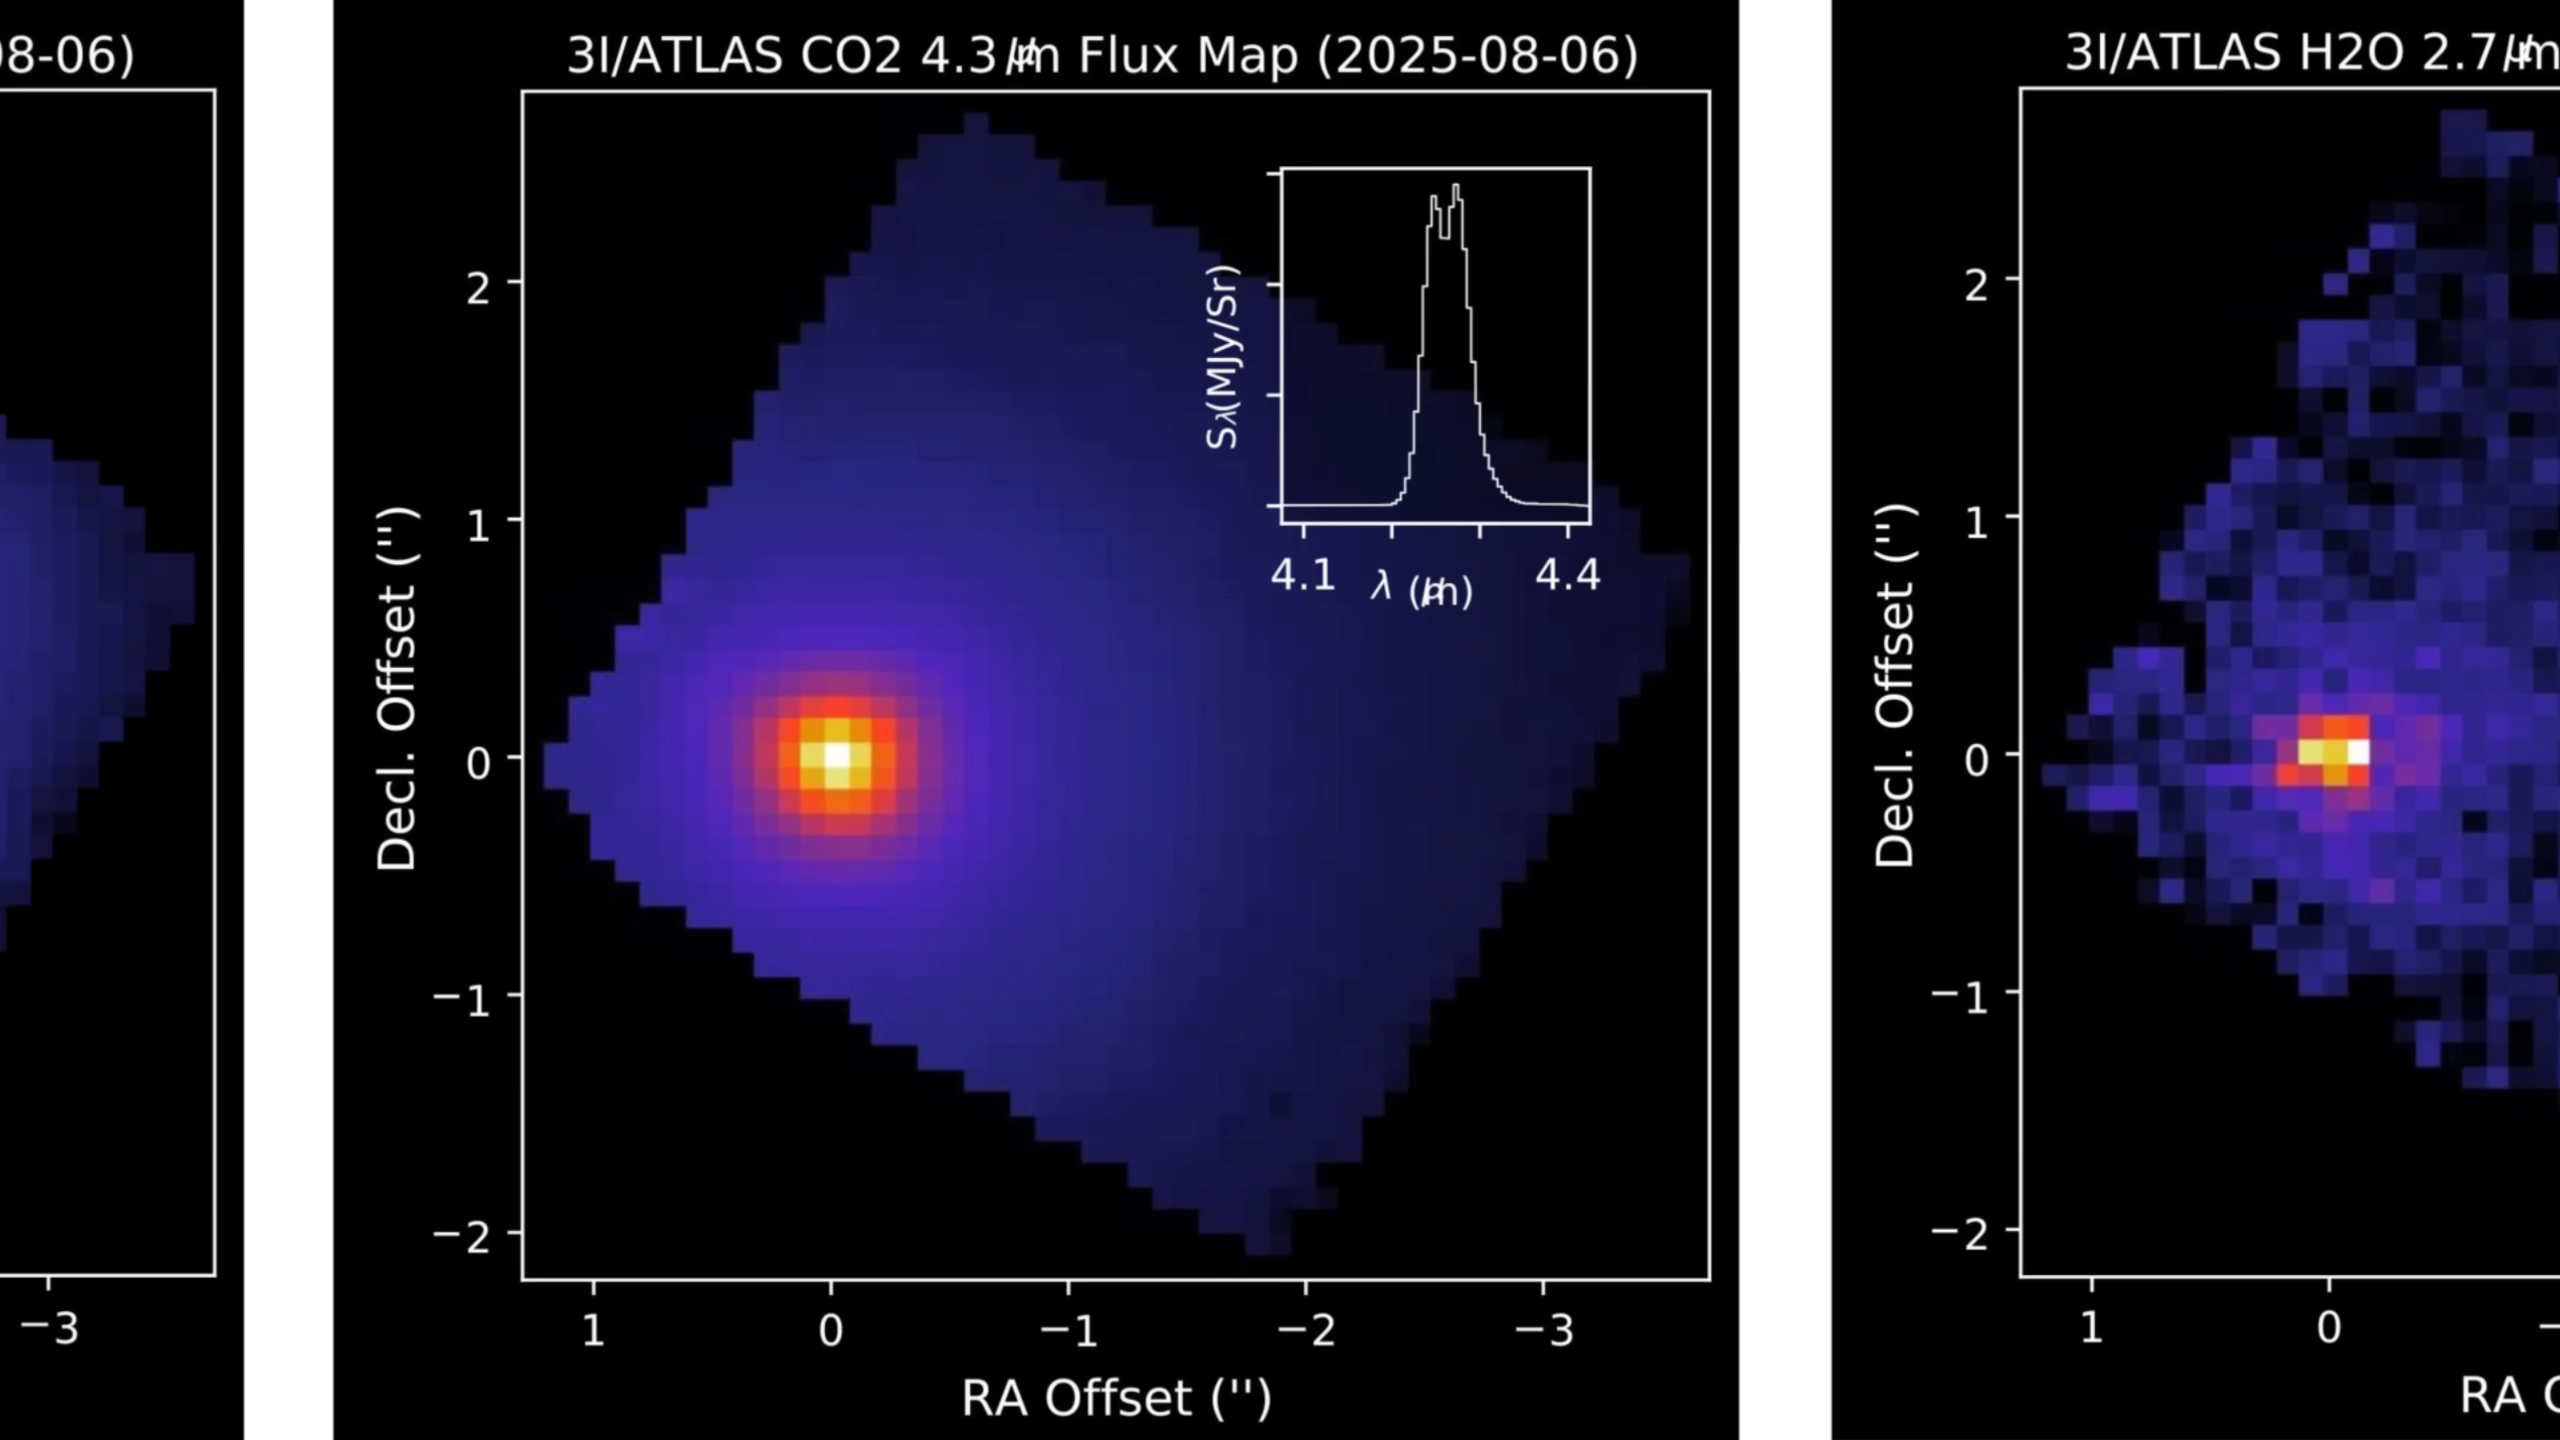 08-06)
−3
3I/ATLAS CO2 4.3 μm Flux Map (2025-08-06)
Sλ(MJy/Sr)
4.1
λ (μm)
4.4
Decl. Offset ('')
2
1
0
−1
−2
1
0
−1
−2
−3
RA Offset ('')
3I/ATLAS H2O 2.7 μm
Decl. Offset ('')
2
1
0
−1
−2
1
0
RA